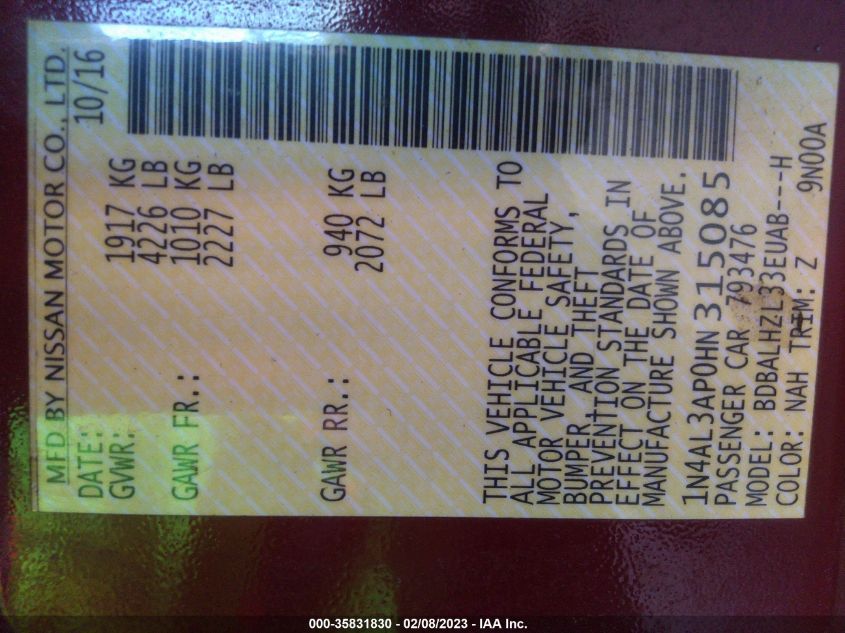 MFD BY NISSAN MOTOR CO., LTD.
DATE: 10/16
GVWR: 1917 KG
4226 LB
GAWR FR.: 1010 KG
2227 LB
GAWR RR.: 940 KG
2072 LB
THIS VEHICLE CONFORMS TO
ALL APPLICABLE FEDERAL
MOTOR VEHICLE SAFETY,
BUMPER, AND THEFT
PREVENTION STANDARDS IN
EFFECT ON THE DATE OF
MANUFACTURE SHOWN ABOVE.
1N4AL3AP0HN315085
PASSENGER CAR 793476
MODEL: BDBALHZL33EUAB---H
COLOR: NAH TRIM: Z 9N00A
000-35831830 - 02/08/2023 - IAA Inc.